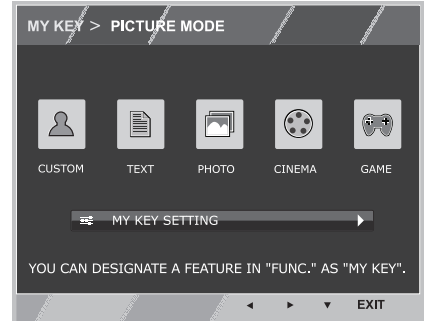 MY KEY > PICTURE MODE
CUSTOM TEXT PHOTO CINEMA GAME
MY KEY SETTING
YOU CAN DESIGNATE A FEATURE IN "FUNC." AS "MY KEY".
EXIT